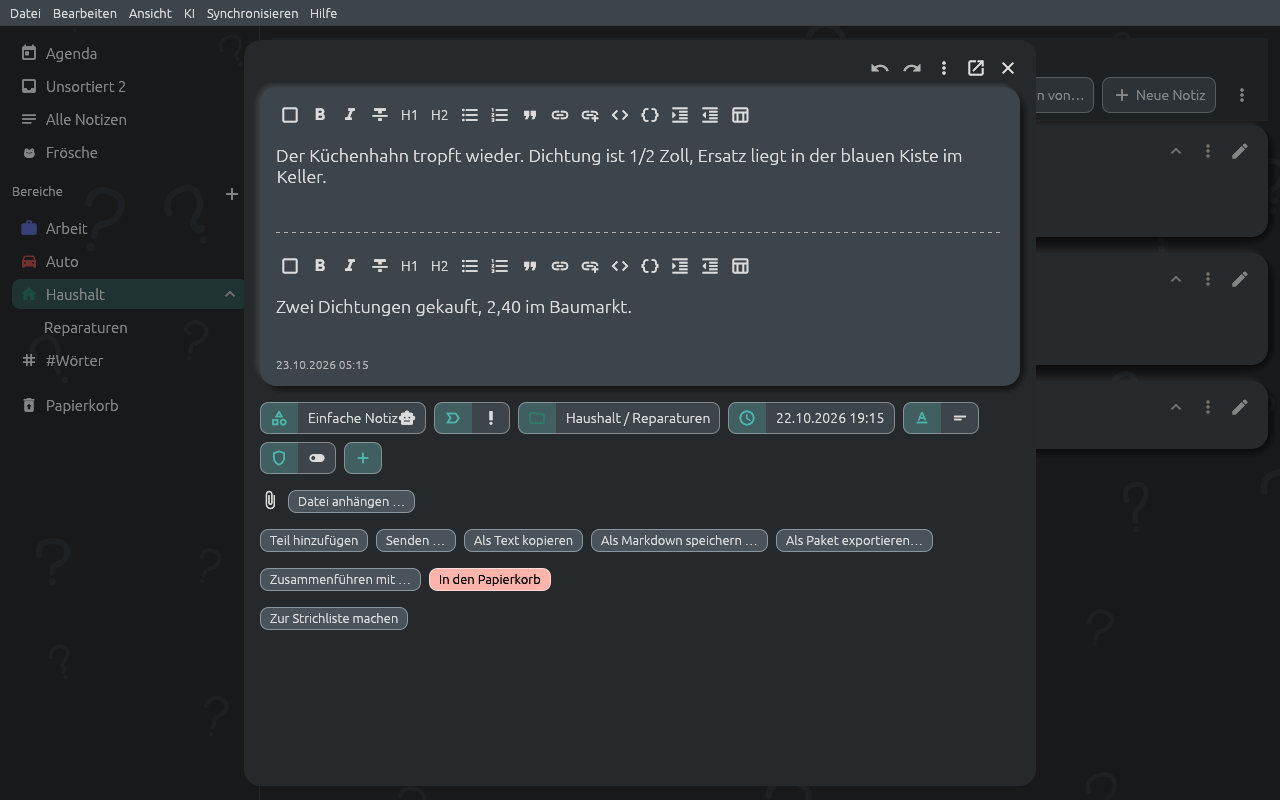 Datei Bearbeiten Ansicht KI Synchronisieren Hilfe
Agenda
Unsortiert 2
Alle Notizen
Frösche
Bereiche
Arbeit
Auto
Haushalt
Reparaturen
#Wörter
Papierkorb
n von…
Neue Notiz
H1 H2
Der Küchenhahn tropft wieder. Dichtung ist 1/2 Zoll, Ersatz liegt in der blauen Kiste im
Keller.
H1 H2
Zwei Dichtungen gekauft, 2,40 im Baumarkt.
23.10.2026 05:15
Einfache Notiz
Haushalt / Reparaturen
22.10.2026 19:15
Datei anhängen …
Teil hinzufügen Senden … Als Text kopieren Als Markdown speichern … Als Paket exportieren…
Zusammenführen mit … In den Papierkorb
Zur Strichliste machen